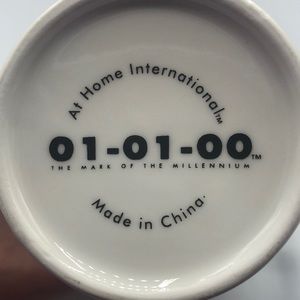 At Home International™
01-01-00™
THE MARK OF THE MILLENNIUM
Made in China.